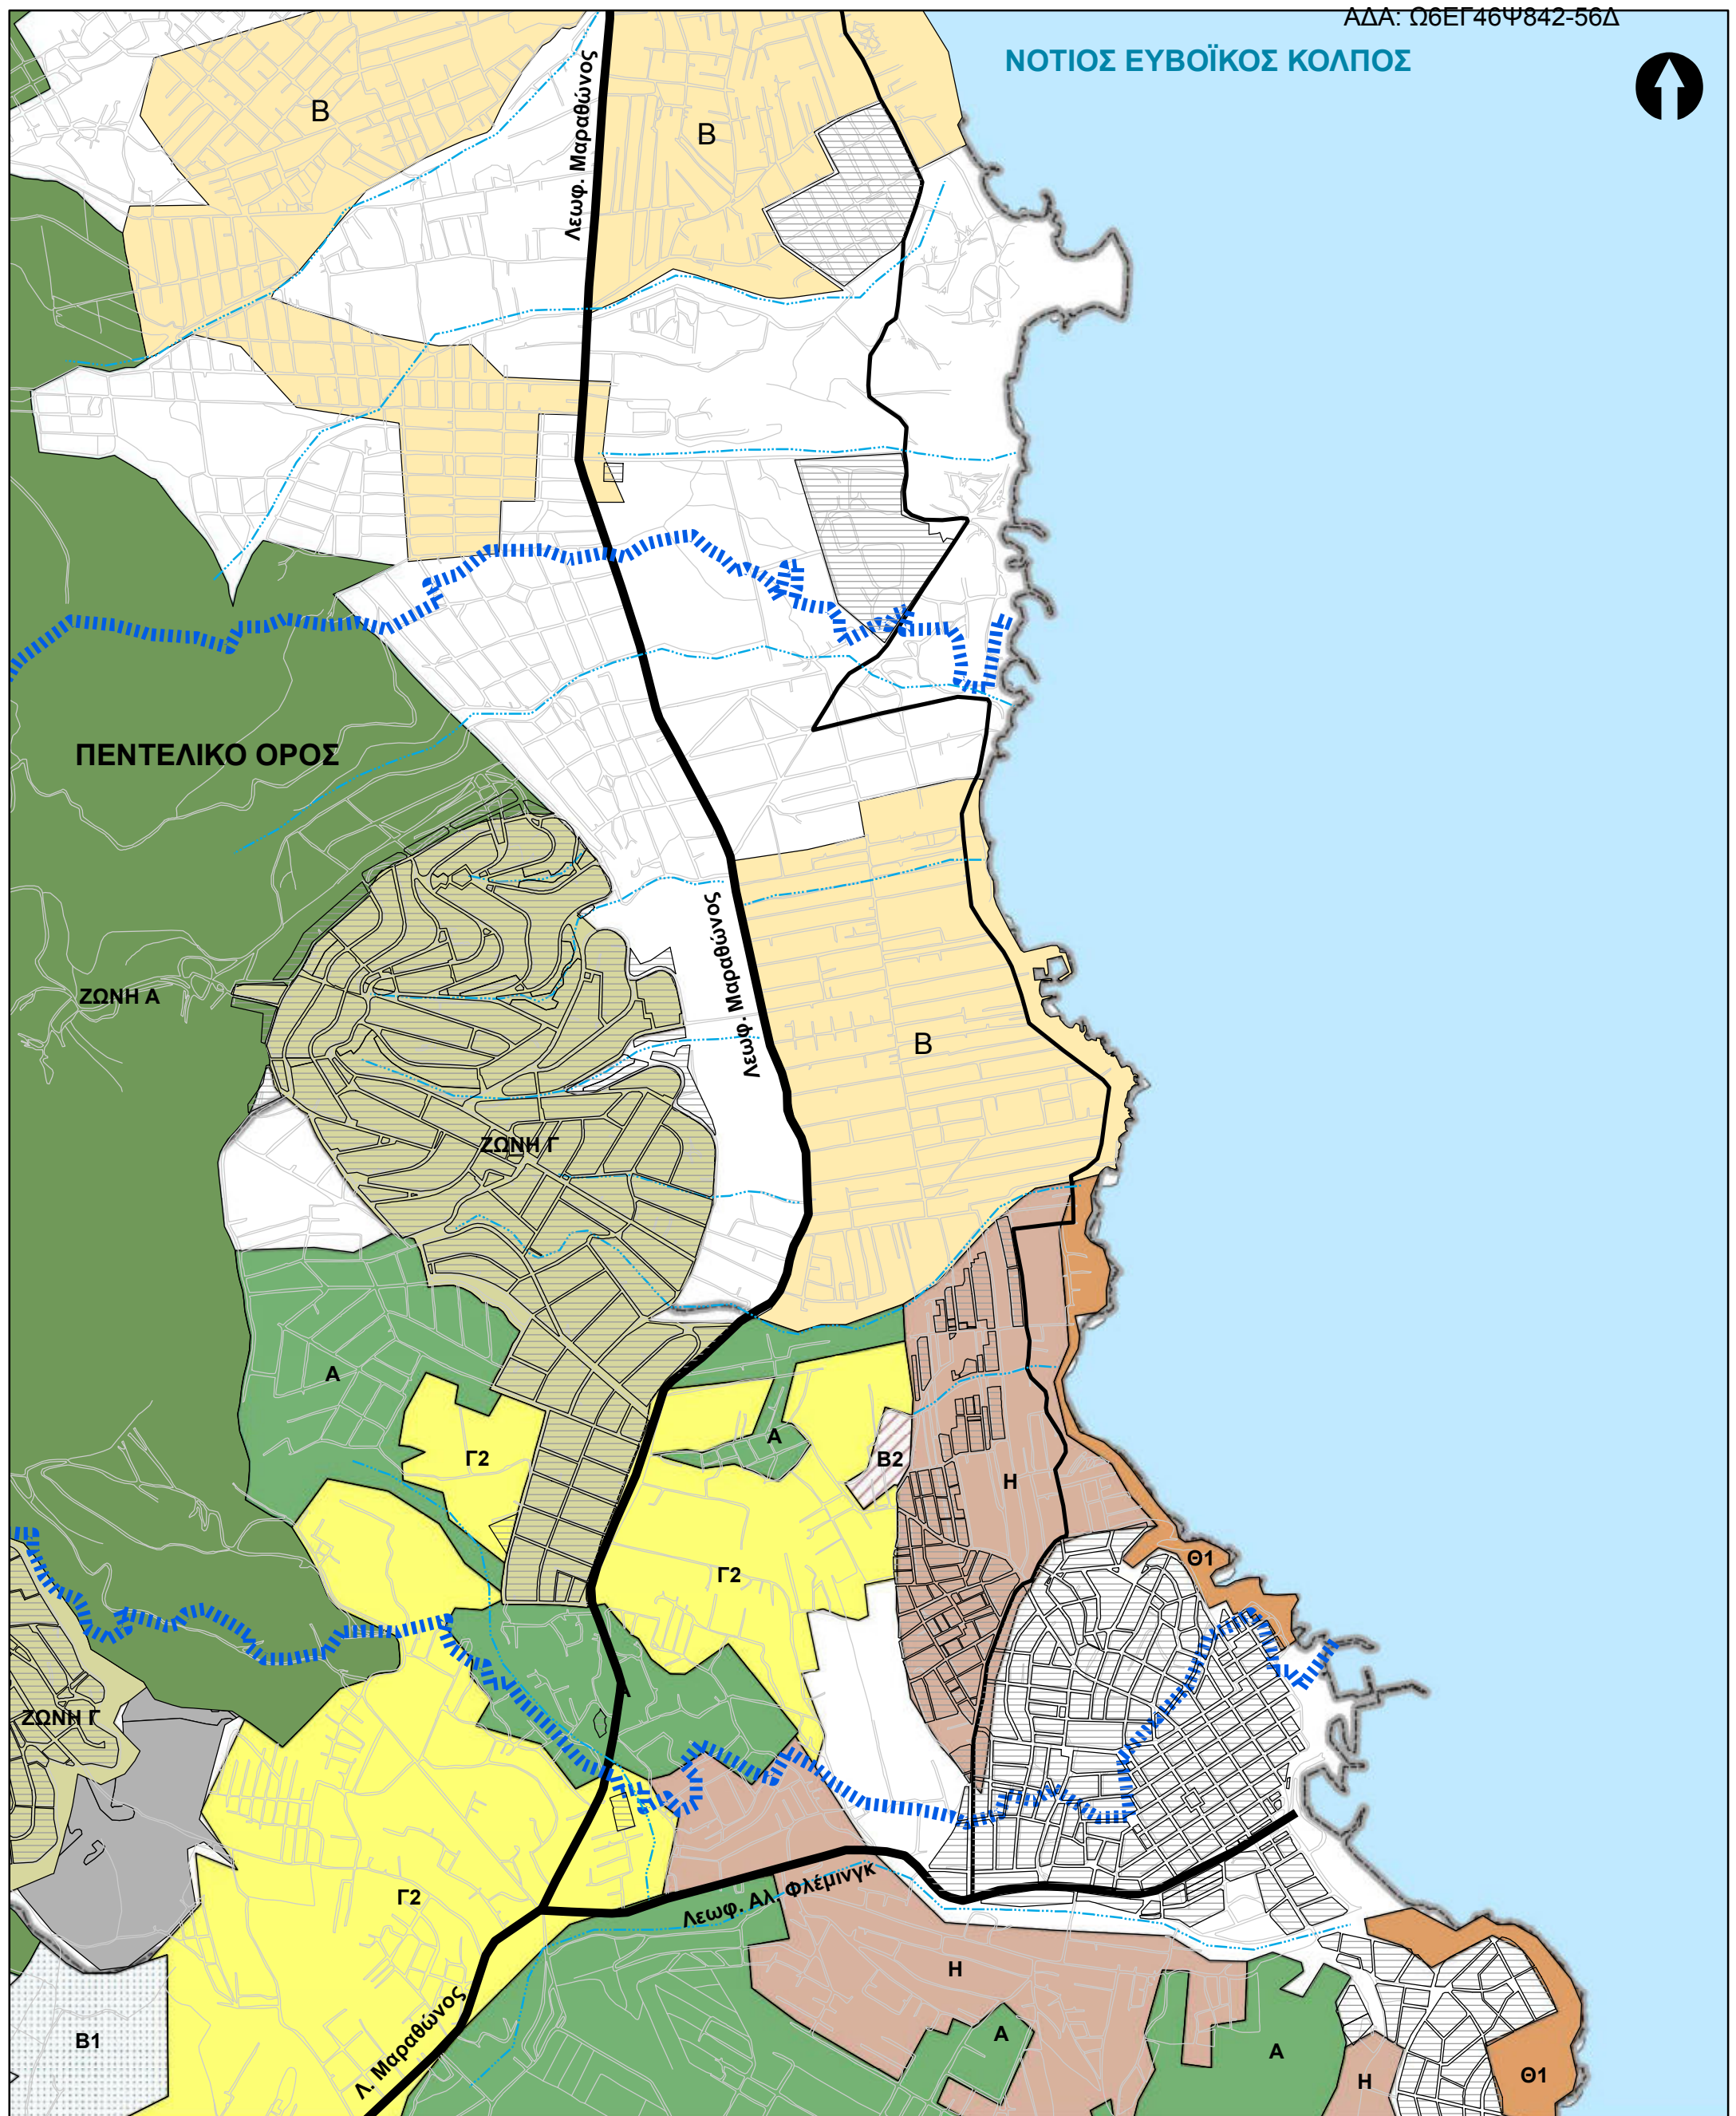 ΑΔΑ: Ω6ΕΓ46Ψ842-56Δ
ΝΟΤΙΟΣ ΕΥΒΟΪΚΟΣ ΚΟΛΠΟΣ
Β
Β
Λεωφ. Μαραθώνος
ΠΕΝΤΕΛΙΚΟ ΟΡΟΣ
Λεωφ. Μαραθώνος
ΖΩΝΗ Α
Β
ΖΩΝΗ Γ
Α
Α
Γ2
Β2
Η
Θ1
Γ2
Α
ΖΩΝΗ Γ
Γ2
Λεωφ. Αλ. Φλέμινγκ
Η
Λ. Μαραθώνος
Β1
Α
Α
Η
Θ1